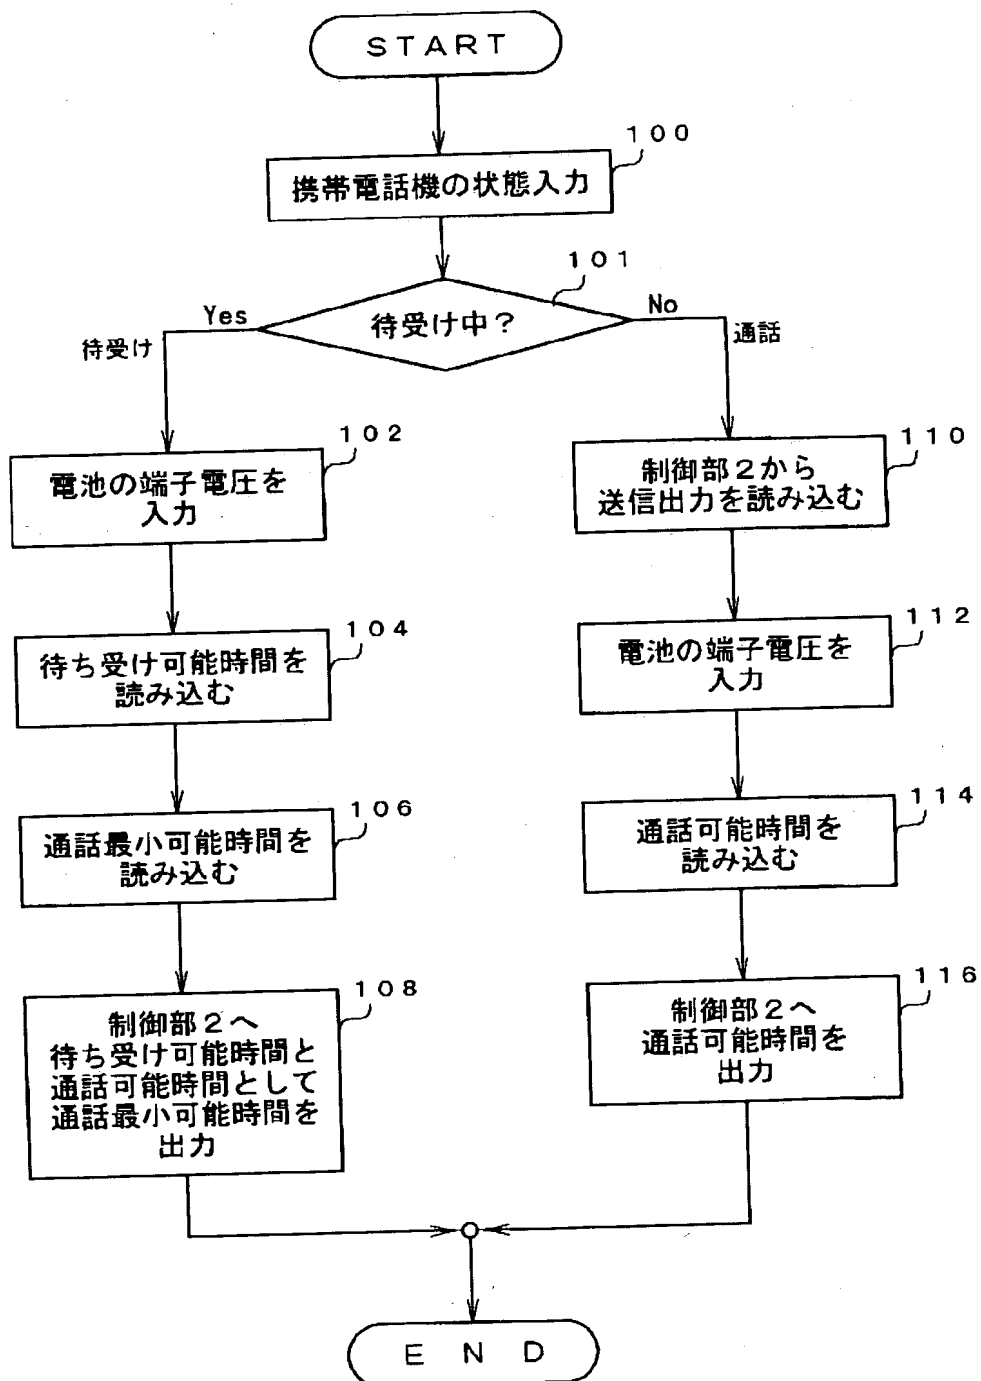 START
100
携帯電話機の状態入力
101
待受け中？
Yes
待受け
No
通話
102
電池の端子電圧を
入力
104
待ち受け可能時間を
読み込む
106
通話最小可能時間を
読み込む
108
制御部２へ
待ち受け可能時間と
通話可能時間として
通話最小可能時間を
出力
110
制御部２から
送信出力を読み込む
112
電池の端子電圧を
入力
114
通話可能時間を
読み込む
116
制御部２へ
通話可能時間を
出力
END